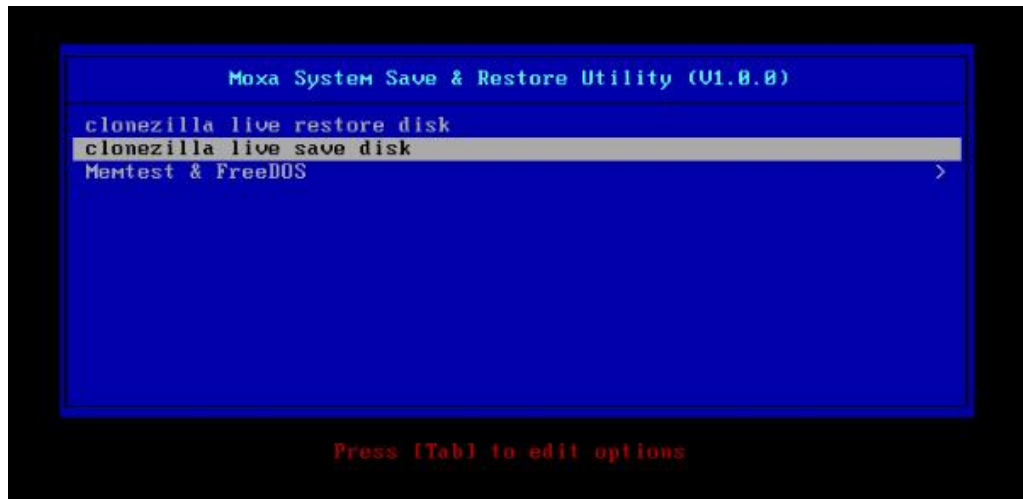 Moxa System Save & Restore Utility (V1.0.0)
clonezilla live restore disk
clonezilla live save disk
Memtest & FreeDOS >
Press [Tab] to edit options